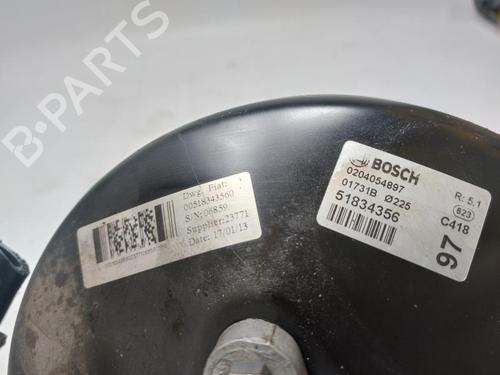 B-PARTS
Dwg. Fiat:
00518343560
S/N:06859
Supplier:23771
Date: 17/01/13
BOSCH
0204054897
01731B Ø225
51834356
R: 5.1
823
C418
97